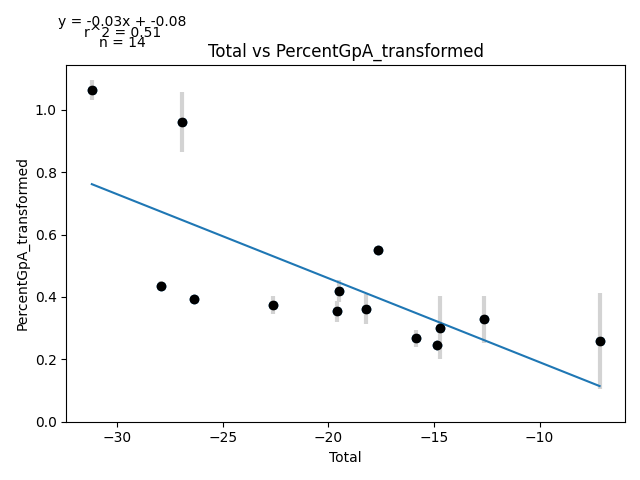 y = -0.03x + -0.08
r^2 = 0.51
n = 14
Total vs PercentGpA_transformed
PercentGpA_transformed
1.0
0.8
0.6
0.4
0.2
0.0
−30
−25
−20
−15
−10
Total